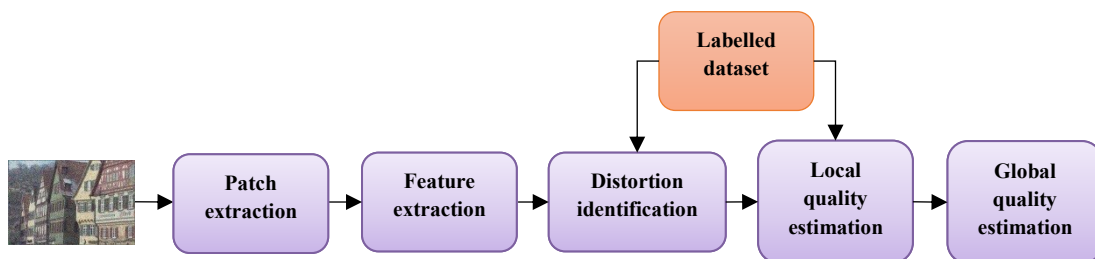 Labelled
dataset
Patch
extraction
Feature
extraction
Distortion
identification
Local
quality
estimation
Global
quality
estimation